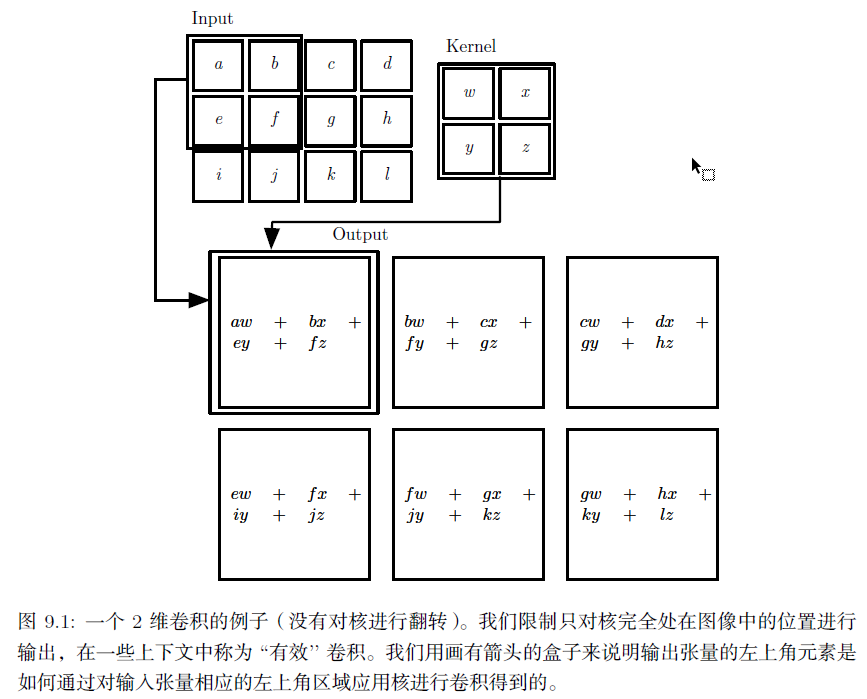 Input
a b c d
e f g h
i j k l
Kernel
w x
y z
Output
aw + bx +
ey + fz
bw + cx +
fy + gz
cw + dx +
gy + hz
ew + fx +
iy + jz
fw + gx +
jy + kz
gw + hx +
ky + lz
图 9.1: 一个 2 维卷积的例子（没有对核进行翻转）。我们限制只对核完全处在图像中的位置进行
输出，在一些上下文中称为 “有效’’ 卷积。我们用画有箭头的盒子来说明输出张量的左上角元素是
如何通过对输入张量相应的左上角区域应用核进行卷积得到的。